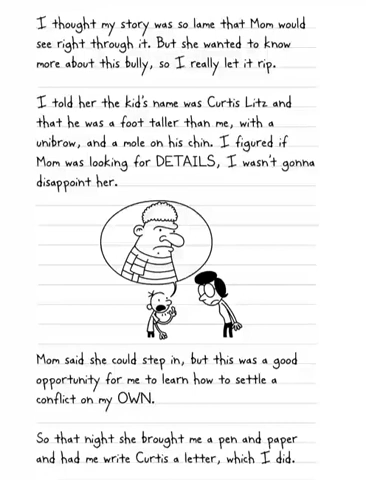 I thought my story was so lame that Mom would
see right through it. But she wanted to know
more about this bully, so I really let it rip.
I told her the kid's name was Curtis Litz and
that he was a foot taller than me, with a
unibrow, and a mole on his chin. I figured if
Mom was looking for DETAILS, I wasn't gonna
disappoint her.
Mom said she could step in, but this was a good
opportunity for me to learn how to settle a
conflict on my OWN.
So that night she brought me a pen and paper
and had me write Curtis a letter, which I did.